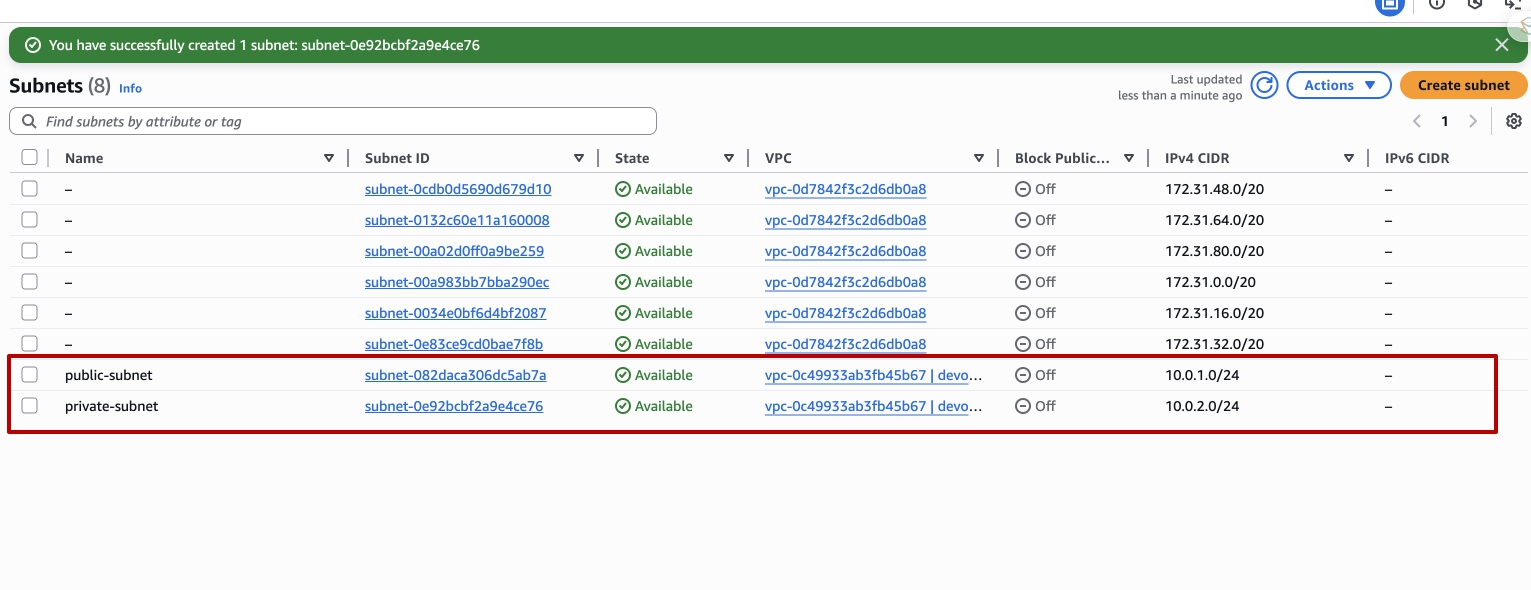 You have successfully created 1 subnet: subnet-0e92bcbf2a9e4ce76
Subnets (8) Info
Last updated
less than a minute ago
Actions
Create subnet
Find subnets by attribute or tag
1
Name Subnet ID State VPC Block Public... IPv4 CIDR IPv6 CIDR
– subnet-0cdb0d5690d679d10 Available vpc-0d7842f3c2d6db0a8 Off 172.31.48.0/20 –
– subnet-0132c60e11a160008 Available vpc-0d7842f3c2d6db0a8 Off 172.31.64.0/20 –
– subnet-00a02d0ff0a9be259 Available vpc-0d7842f3c2d6db0a8 Off 172.31.80.0/20 –
– subnet-00a983bb7bba290ec Available vpc-0d7842f3c2d6db0a8 Off 172.31.0.0/20 –
– subnet-0034e0bf6d4bf2087 Available vpc-0d7842f3c2d6db0a8 Off 172.31.16.0/20 –
– subnet-0e83ce9cd0bae7f8b Available vpc-0d7842f3c2d6db0a8 Off 172.31.32.0/20 –
public-subnet subnet-082daca306dc5ab7a Available vpc-0c49933ab3fb45b67 | devo... Off 10.0.1.0/24 –
private-subnet subnet-0e92bcbf2a9e4ce76 Available vpc-0c49933ab3fb45b67 | devo... Off 10.0.2.0/24 –